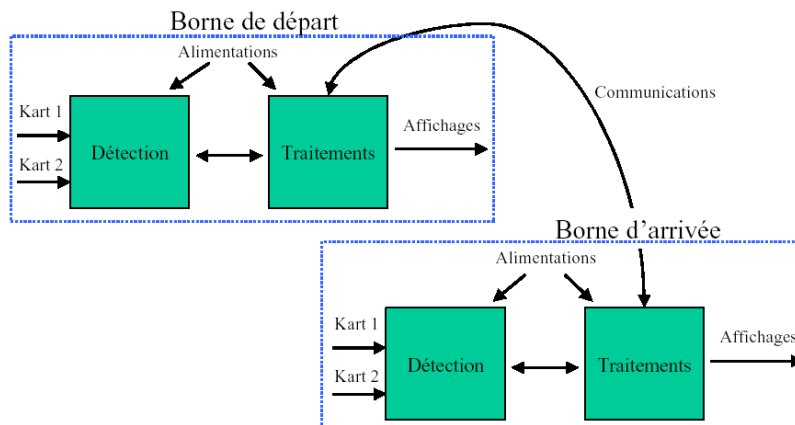 Borne de départ
Alimentations
Kart 1
Kart 2
Détection
Traitements
Affichages
Communications
Borne d'arrivée
Alimentations
Kart 1
Kart 2
Détection
Traitements
Affichages